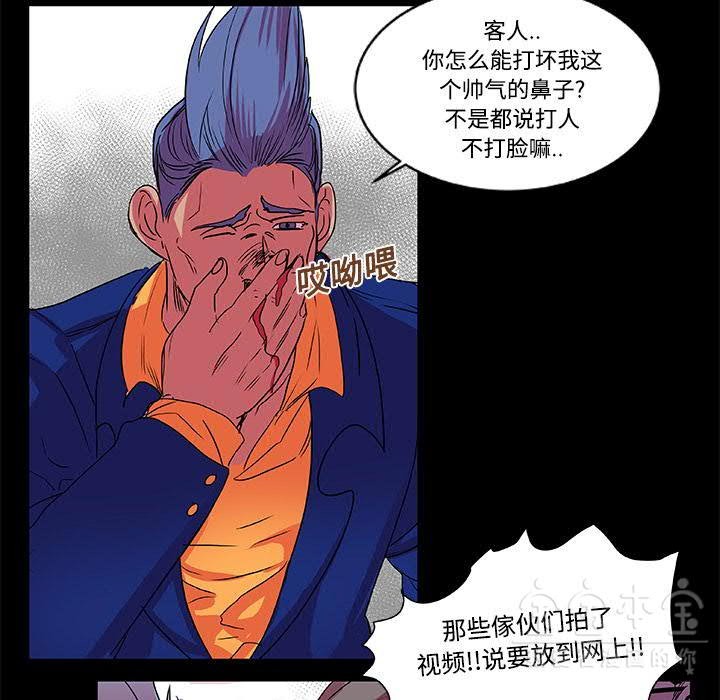 客人..
你怎么能打坏我这
个帅气的鼻子?
不是都说打人
不打脸嘛..
哎呦喂
那些傢伙们拍了
视频!!说要放到网上!!